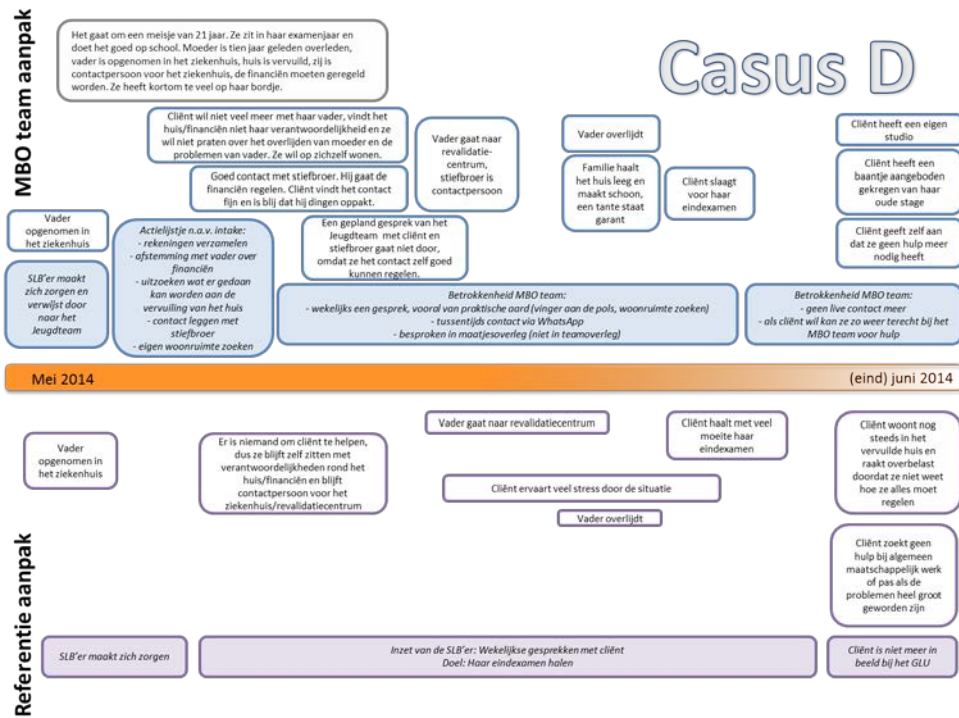 MBO team aanpak
Casus D
Het gaat om een meisje van 21 jaar. Ze zit in haar examenjaar en
doet het goed op school. Moeder is tien jaar geleden overleden,
vader is opgenomen in het ziekenhuis, huis is vervuild, zij is
contactpersoon voor het ziekenhuis, de financiën moeten geregeld
worden. Ze heeft kortom te veel op haar bordje.
Cliënt wil niet veel meer met haar vader, vindt het
huis/financiën niet haar verantwoordelijkheid en ze
wil niet praten over het overlijden van moeder en de
problemen van vader. Ze wil op zichzelf wonen.
Goed contact met stiefbroer. Hij gaat de
financiën regelen. Cliënt vindt het contact
fijn en is blij dat hij dingen oppakt.
Vader gaat naar
revalidatie-
centrum,
stiefbroer is
contactpersoon
Vader overlijdt
Familie haalt
het huis leeg en
maakt schoon,
een tante staat
garant
Cliënt slaagt
voor haar
eindexamen
Cliënt heeft een eigen
studio
Cliënt heeft een
baantje aangeboden
gekregen van haar
oude stage
Cliënt geeft zelf aan
dat ze geen hulp meer
nodig heeft
Vader
opgenomen in
het ziekenhuis
SLB'er maakt
zich zorgen en
verwijst door
naar het
Jeugdteam
Actielijstje n.a.v. intake:
- rekeningen verzamelen
- afstemming met vader over
financiën
- uitzoeken wat er gedaan
kan worden aan de
vervuiling van het huis
- contact leggen met
stiefbroer
- eigen woonruimte zoeken
Een gepland gesprek van het
Jeugdteam met cliënt en
stiefbroer gaat niet door,
omdat ze het contact zelf goed
kunnen regelen.
Betrokkenheid MBO team:
- wekelijks een gesprek, vooral van praktische aard (vinger aan de pols, woonruimte zoeken)
- tussentijds contact via WhatsApp
- besproken in maatjesoverleg (niet in teamoverleg)
Betrokkenheid MBO team:
- geen live contact meer
- als cliënt wil kan ze zo weer terecht bij het
MBO team voor hulp
Mei 2014
(eind) juni 2014
Referentie aanpak
Vader
opgenomen in
het ziekenhuis
Er is niemand om cliënt te helpen,
dus ze blijft zelf zitten met
verantwoordelijkheden rond het
huis/financiën en blijft
contactpersoon voor het
ziekenhuis/revalidatiecentrum
Vader gaat naar revalidatiecentrum
Cliënt ervaart veel stress door de situatie
Vader overlijdt
Cliënt haalt met veel
moeite haar
eindexamen
Cliënt woont nog
steeds in het
vervuilde huis en
raakt overbelast
doordat ze niet weet
hoe ze alles moet
regelen
Cliënt zoekt geen
hulp bij algemeen
maatschappelijk werk
of pas als de
problemen heel groot
geworden zijn
SLB'er maakt zich zorgen
Inzet van de SLB'er: Wekelijkse gesprekken met cliënt
Doel: Haar eindexamen halen
Cliënt is niet meer in
beeld bij het GLU